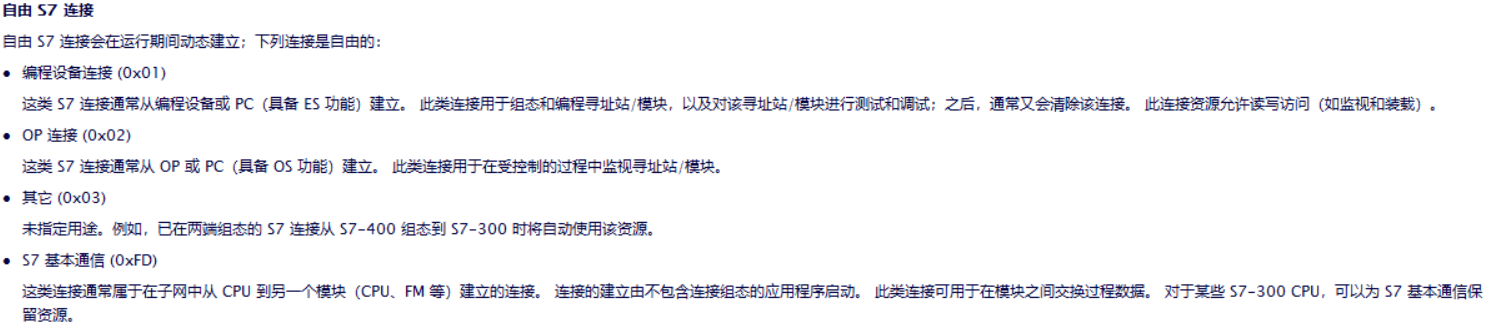 自由 S7 连接
自由 S7 连接会在运行期间动态建立；下列连接是自由的：
● 编程设备连接 (0x01)
这类 S7 连接通常从编程设备或 PC（具备 ES 功能）建立。 此类连接用于组态和编程寻址站/模块，以及对该寻址站/模块进行测试和调试；之后，通常又会清除该连接。 此连接资源允许读写访问（如监视和装载）。
● OP 连接 (0x02)
这类 S7 连接通常从 OP 或 PC（具备 OS 功能）建立。 此类连接用于在受控制的过程中监视寻址站/模块。
● 其它 (0x03)
未指定用途。例如，已在两端组态的 S7 连接从 S7-400 组态到 S7-300 时将自动使用该资源。
● S7 基本通信 (0xFD)
这类连接通常属于在子网中从 CPU 到另一个模块（CPU、FM 等）建立的连接。 连接的建立由不包含连接组态的应用程序启动。 此类连接可用于在模块之间交换过程数据。 对于某些 S7-300 CPU，可以为 S7 基本通信保
留资源。